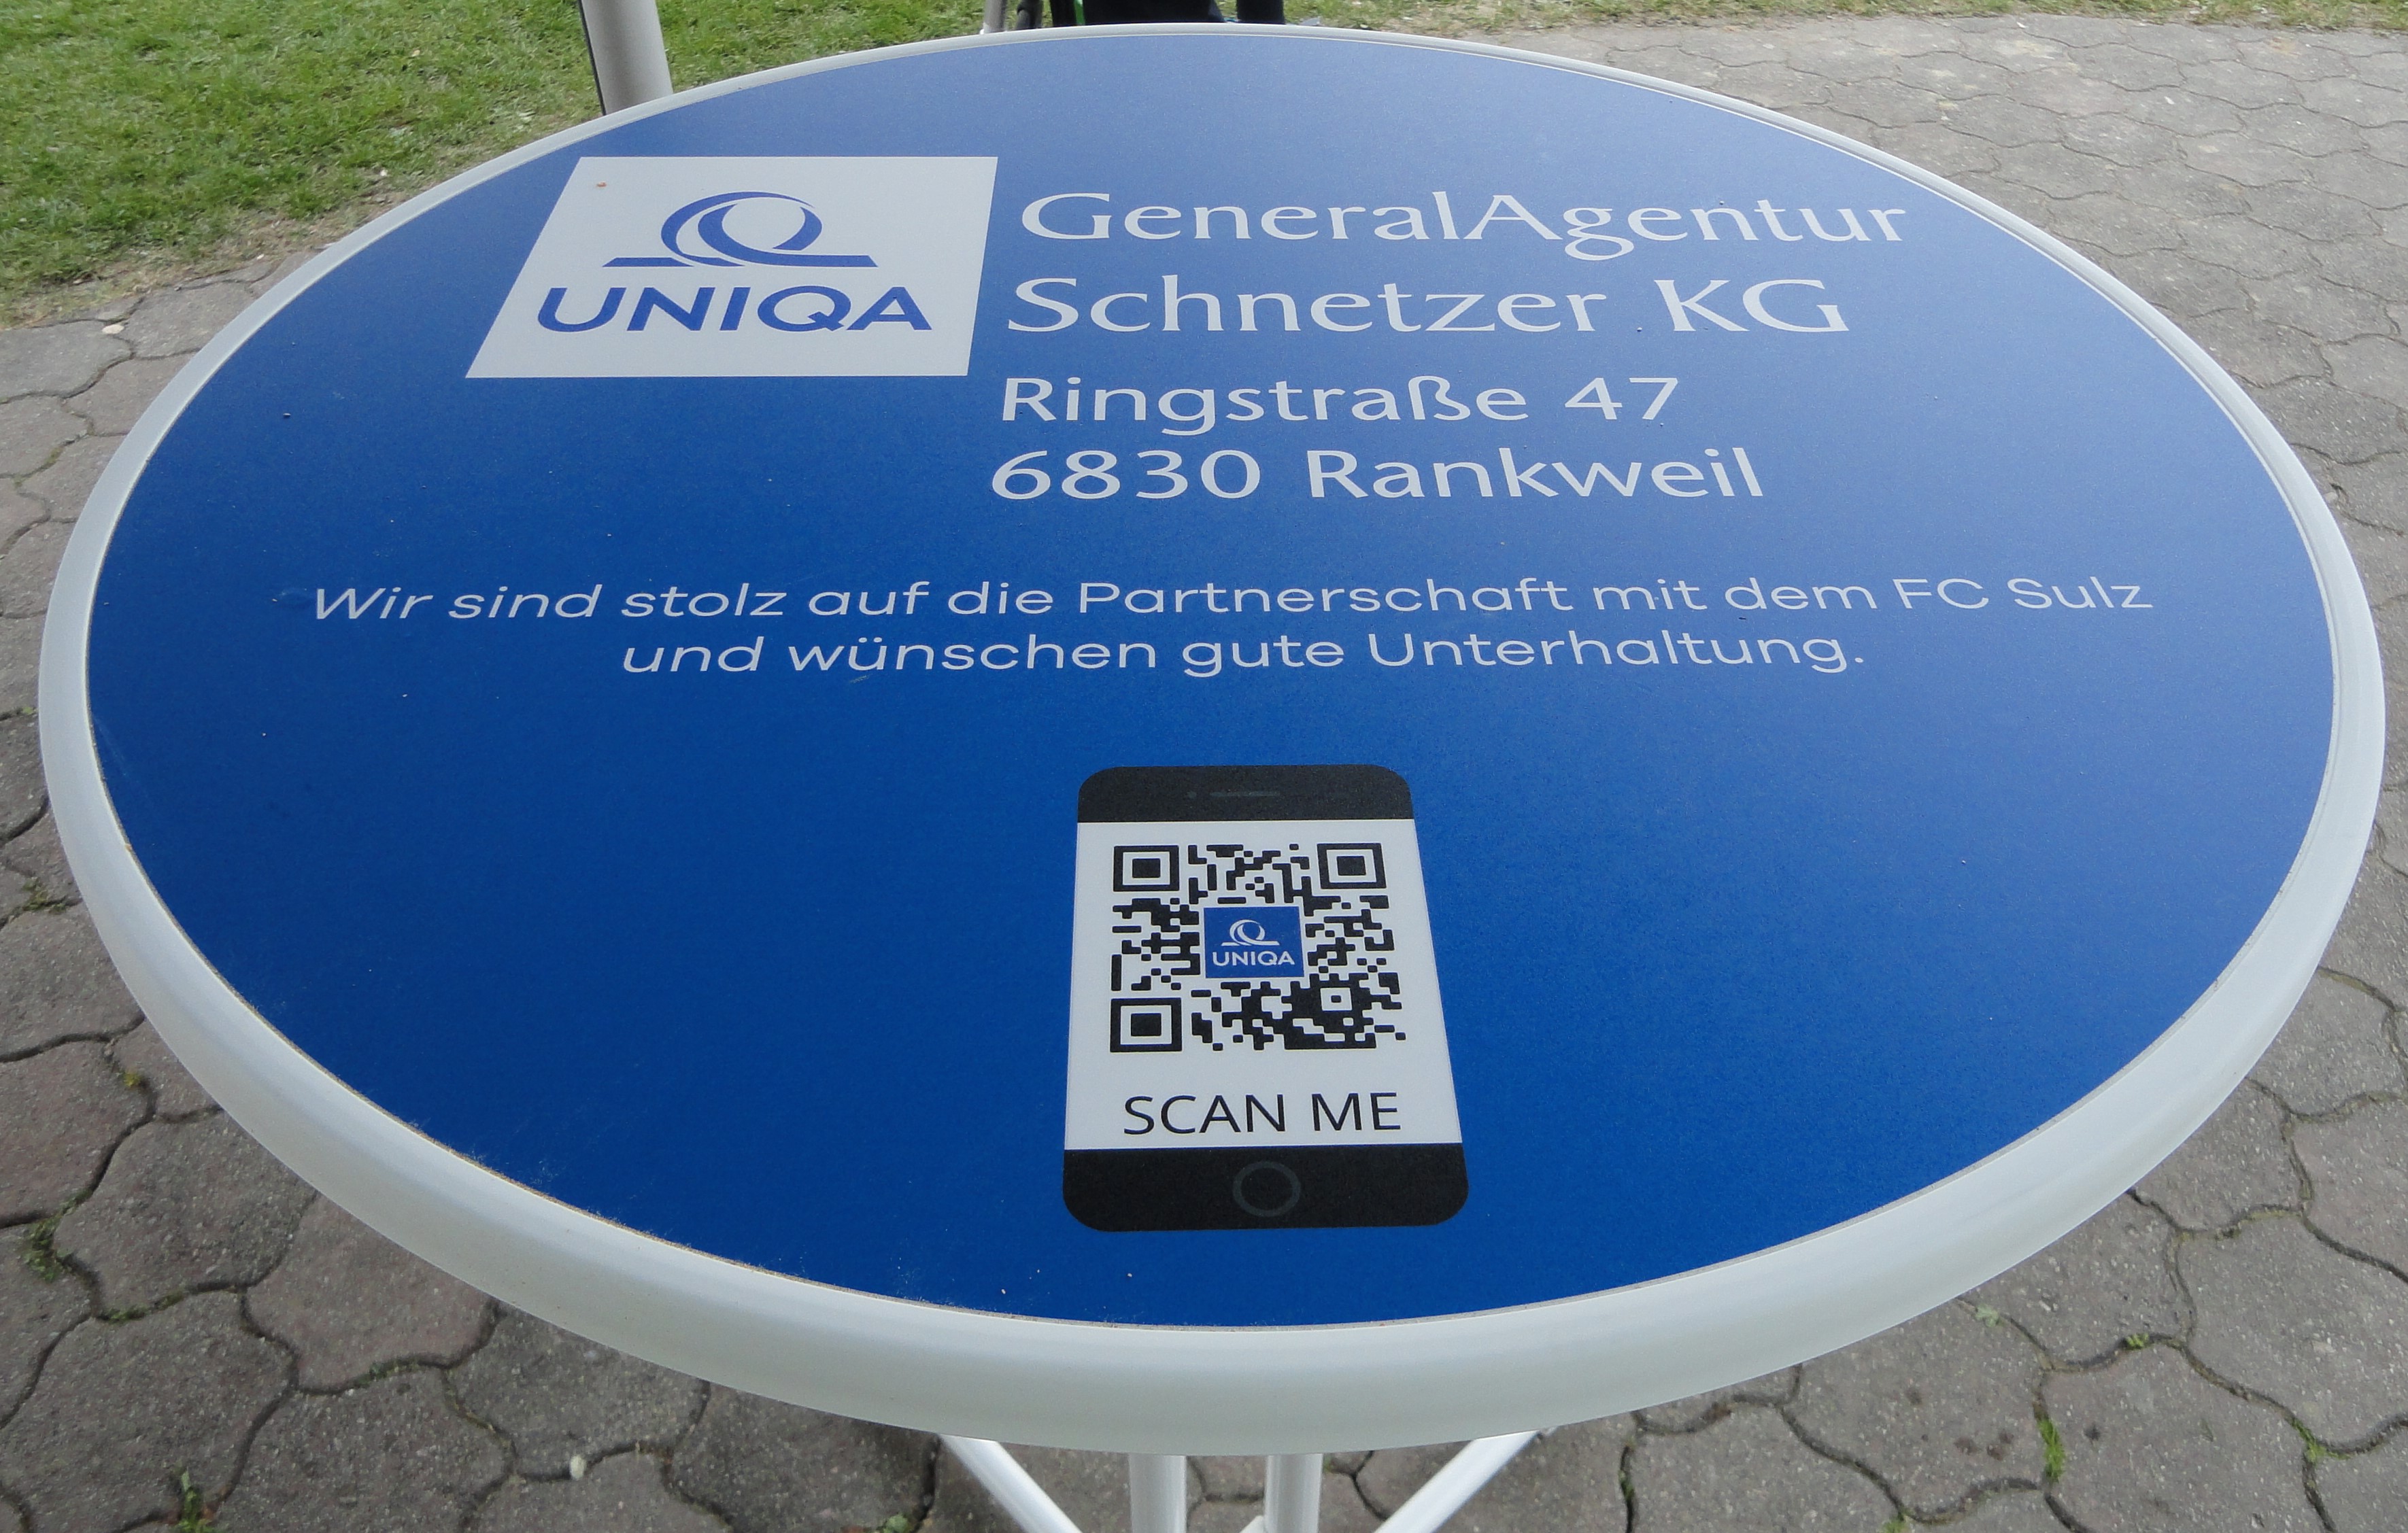 UNIQA
GeneralAgentur
Schnetzer KG
Ringstraße 47
6830 Rankweil
Wir sind stolz auf die Partnerschaft mit dem FC Sulz
und wünschen gute Unterhaltung.
UNIQA
SCAN ME